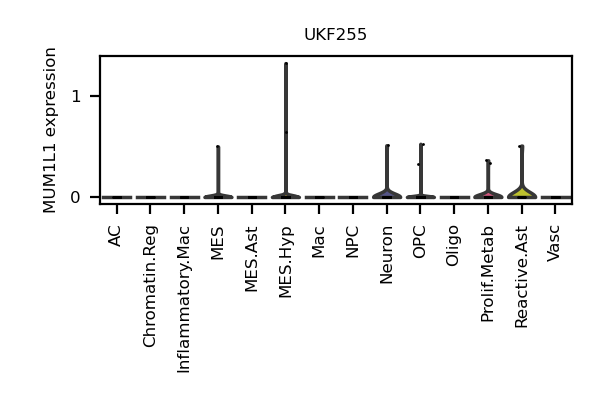 UKF255
MUM1L1 expression
1
0
AC
Chromatin.Reg
Inflammatory.Mac
MES
MES.Ast
MES.Hyp
Mac
NPC
Neuron
OPC
Oligo
Prolif.Metab
Reactive.Ast
Vasc